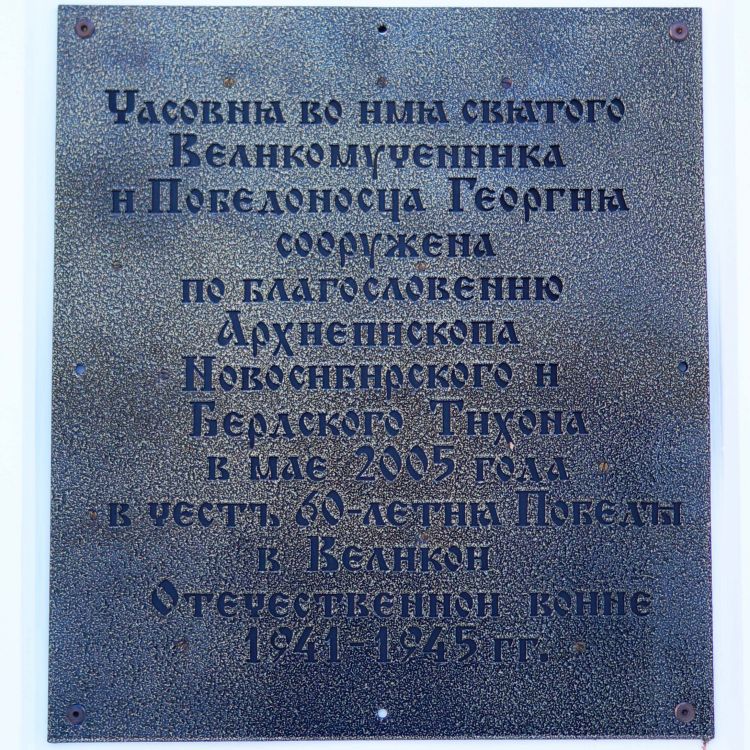 Часовня во имя святого
Великомученника
и Победоносца Георгия
сооружена
по благословению
Архиепископа
Новосибирского и
Бердского Тихона
в мае 2005 года
в честь 60-летия Победы
в Великой
Отечественной войне
1941-1945 гг.